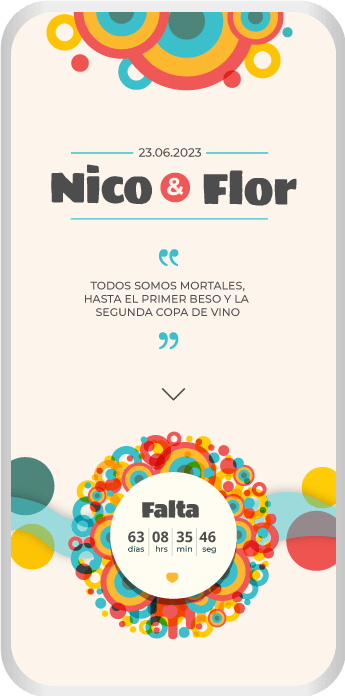 23.06.2023
Nico & Flor
“
TODOS SOMOS MORTALES,
HASTA EL PRIMER BESO Y LA
SEGUNDA COPA DE VINO
”
Falta
63 08 35 46
días hrs min seg